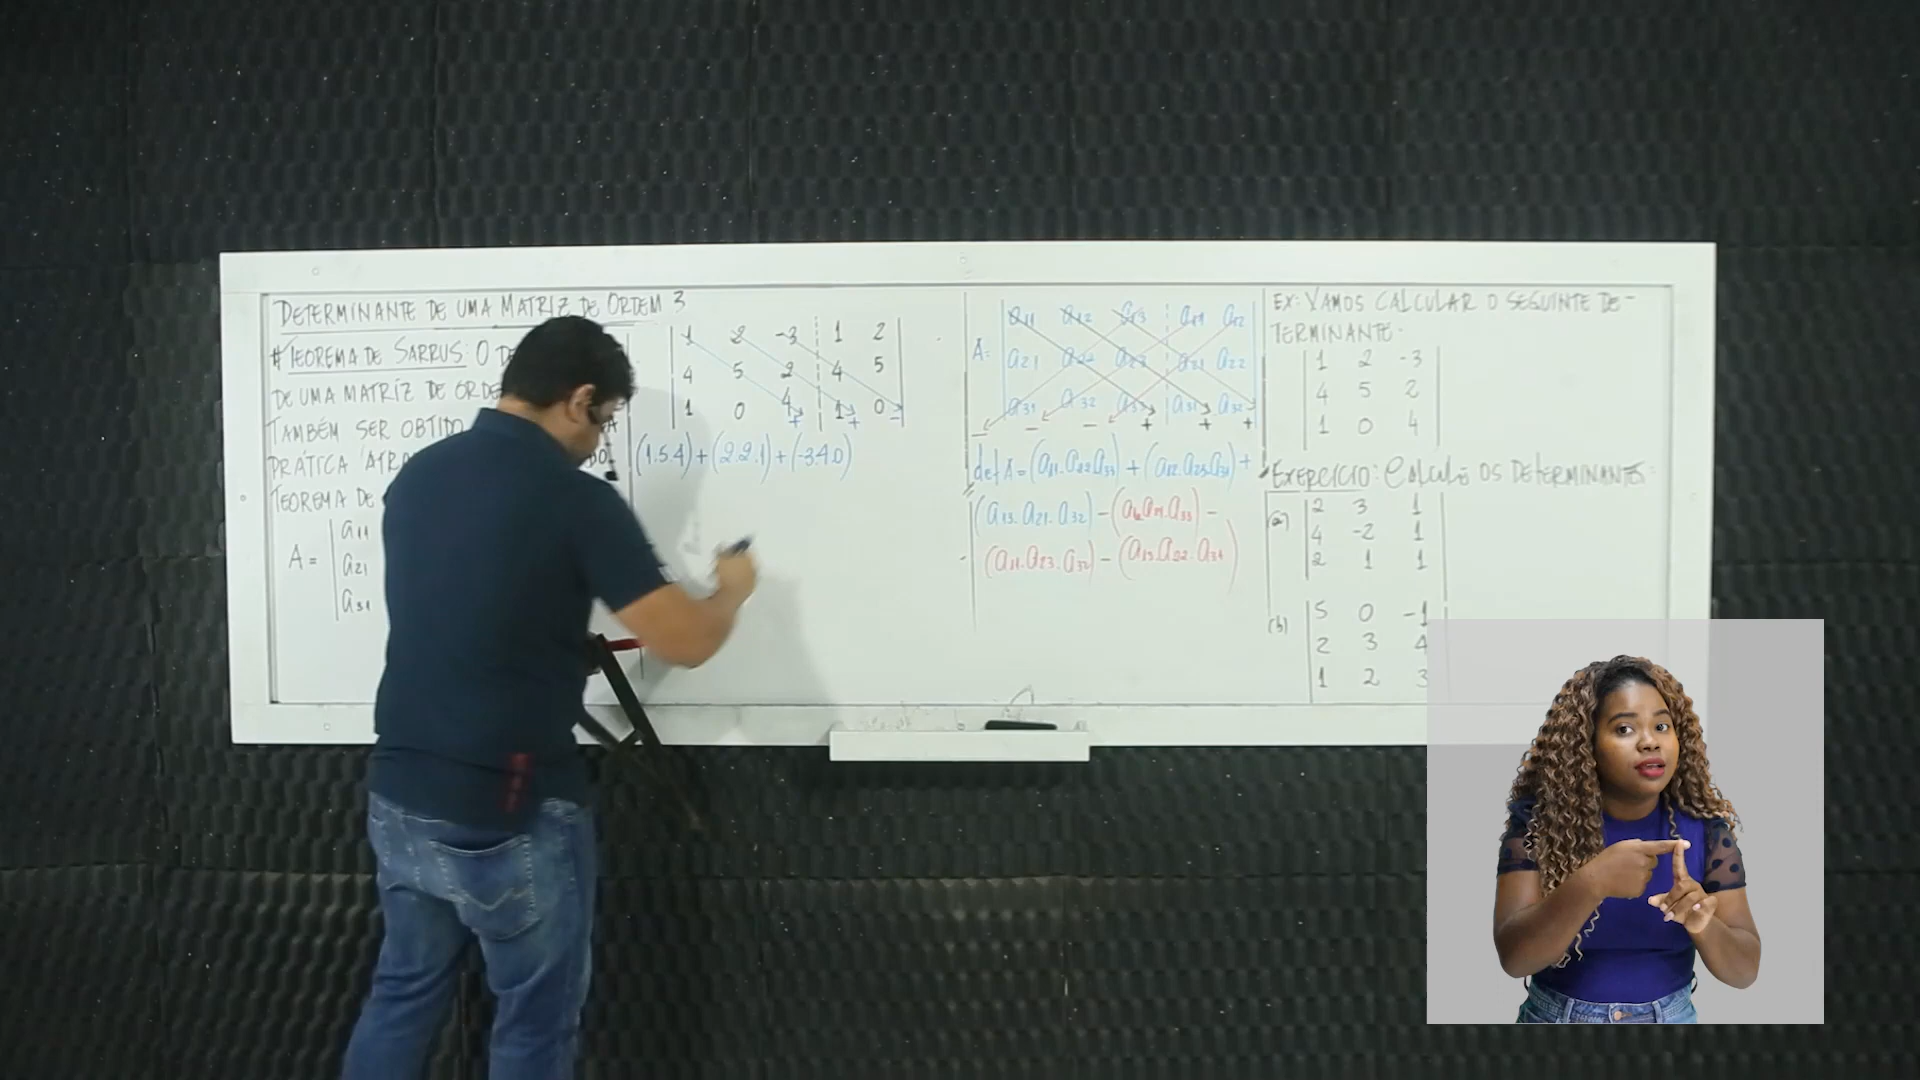 DETERMINANTE DE UMA MATRIZ DE ORDEM 3
# TEOREMA DE SARRUS: O DE
DE UMA MATRIZ DE ORDE
TAMBÉM SER OBTIDO
PRÁTICA
TEOREMA DE
A = a11
a21
a31
1 2 -3 1 2
4 5 2 4 5
1 0 4 1 0
+ + -
(1.5.4)+(2.2.1)+(-3.4.0)
a11 a12 a13 a11 a12
A= a21 a22 a23 a21 a22
a31 a32 a33 a31 a32
- - - + + +
det A = (a11.a22.a33) + (a12.a23.a31) +
(a13.a21.a32) - (a12.a21.a33) -
(a11.a23.a32) - (a13.a22.a31)
EX: VAMOS CALCULAR O SEGUINTE DE-
TERMINANTE.
1 2 -3
4 5 2
1 0 4
EXERCÍCIO: CALCULE OS DETERMINANTES:
(a) 2 3 1
4 -2 1
2 1 1
(b) 5 0 -1
2 3 4
1 2 3